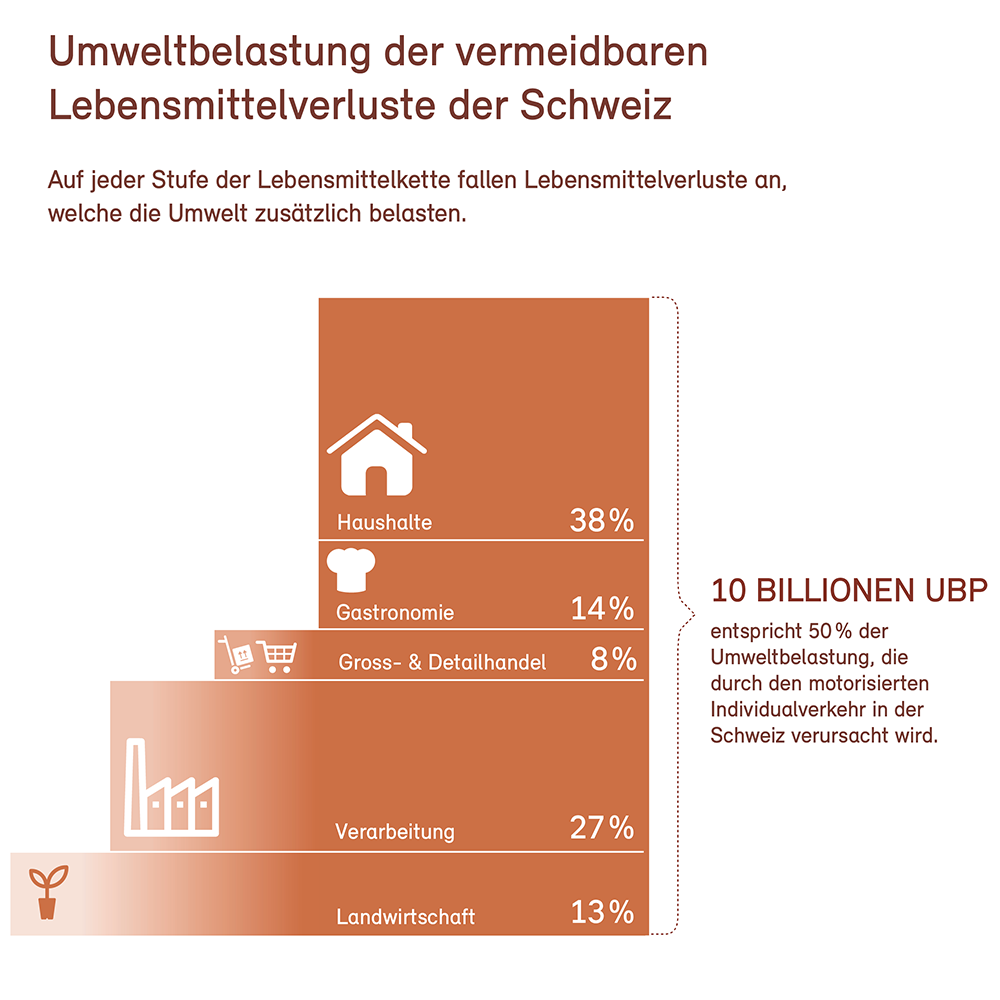 Umweltbelastung der vermeidbaren
Lebensmittelverluste der Schweiz
Auf jeder Stufe der Lebensmittelkette fallen Lebensmittelverluste an,
welche die Umwelt zusätzlich belasten.
Haushalte 38%
Gastronomie 14%
Gross- & Detailhandel 8%
Verarbeitung 27%
Landwirtschaft 13%
10 BILLIONEN UBP
entspricht 50% der
Umweltbelastung, die
durch den motorisierten
Individualverkehr in der
Schweiz verursacht wird.